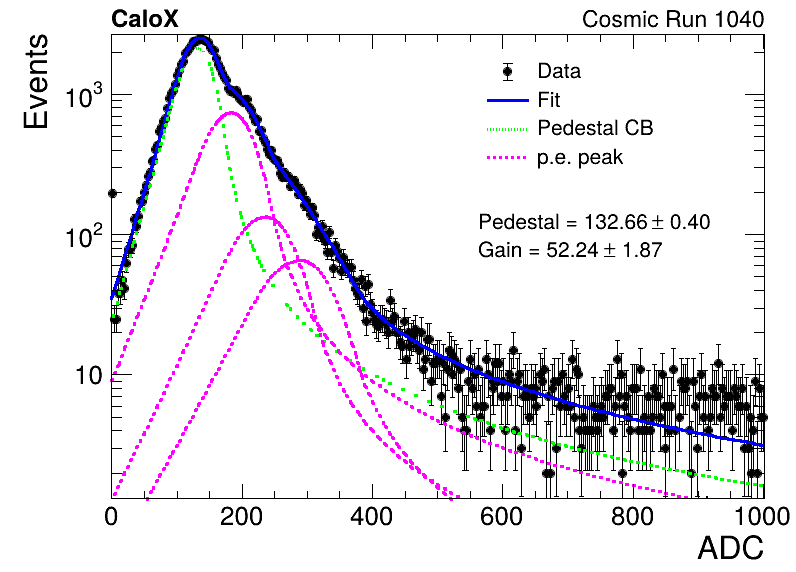 CaloX Cosmic Run 1040
Events
Data
Fit
Pedestal CB
p.e. peak
Pedestal = 132.66 ± 0.40
Gain = 52.24 ± 1.87
10³
10²
10
0 200 400 600 800 1000
ADC